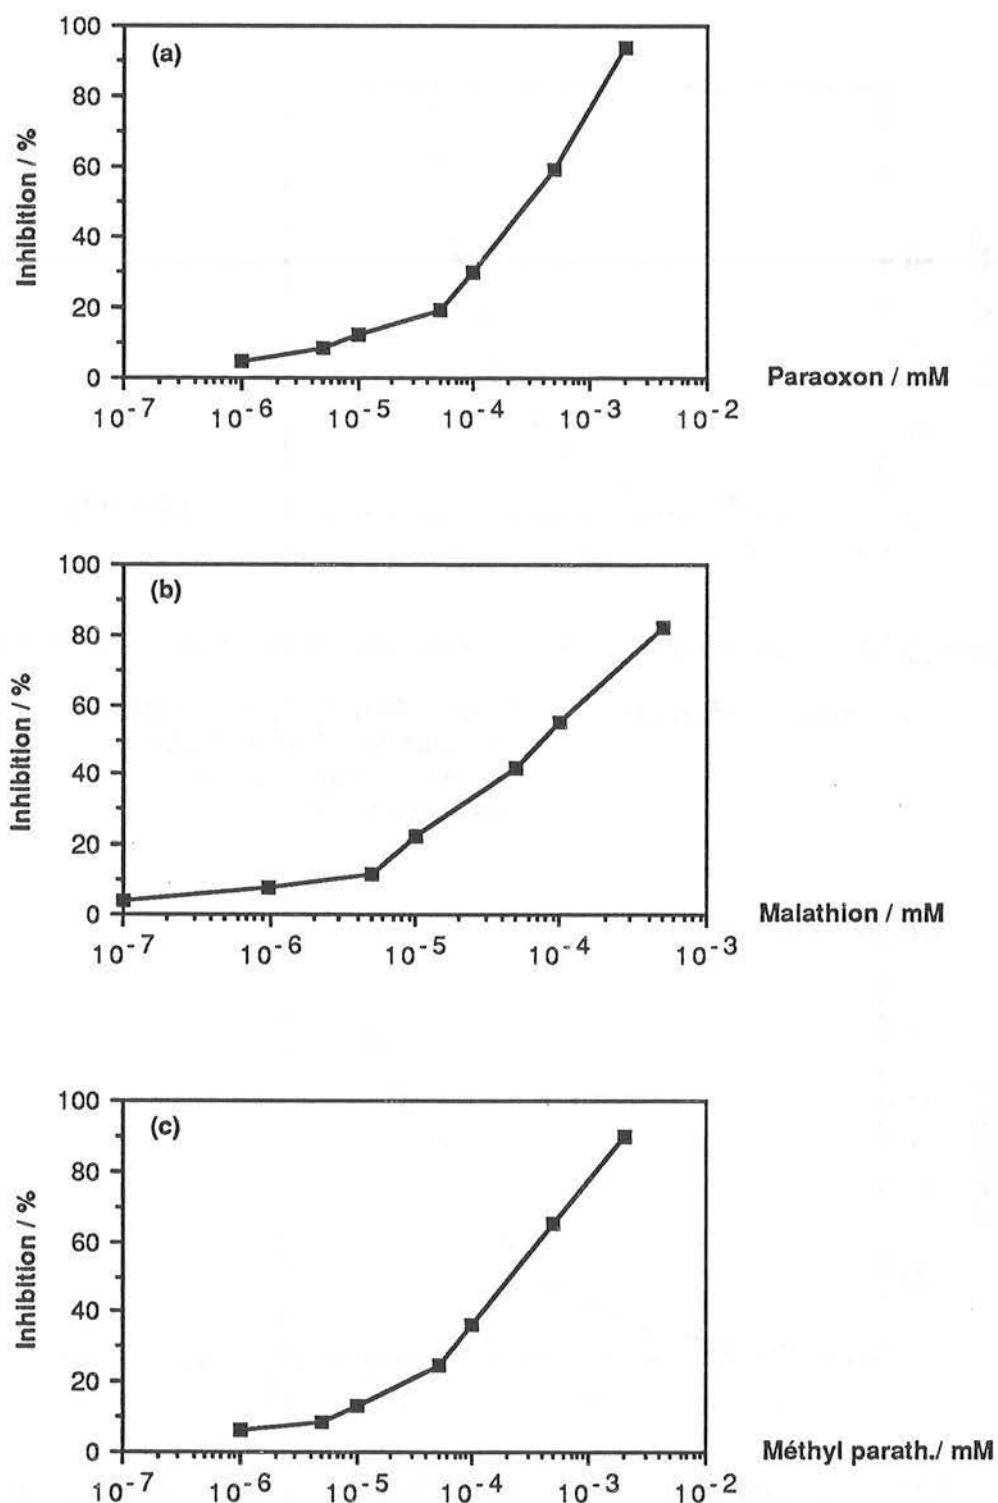 100
(a)
80
60
40
20
0
Inhibition / %
10-7 10-6 10-5 10-4 10-3 10-2
Paraoxon / mM
100
(b)
80
60
40
20
0
Inhibition / %
10-7 10-6 10-5 10-4 10-3
Malathion / mM
100
(c)
80
60
40
20
0
Inhibition / %
10-7 10-6 10-5 10-4 10-3 10-2
Méthyl parath./ mM